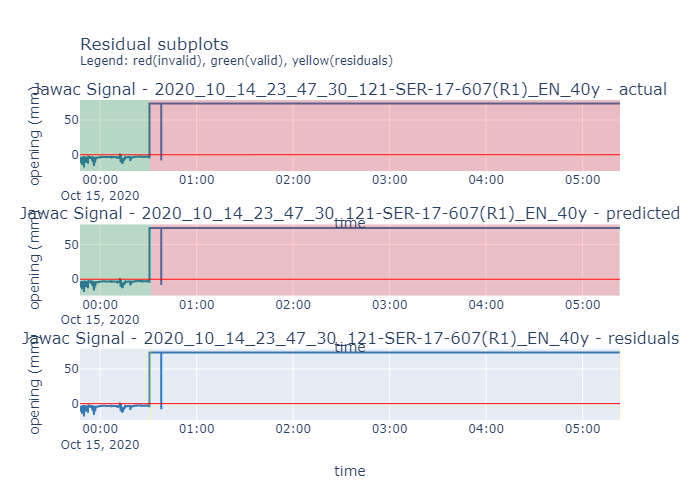 Residual subplots
Legend: red(invalid), green(valid), yellow(residuals)
Jawac Signal - 2020_10_14_23_47_30_121-SER-17-607(R1)_EN_40y - actual
opening (mm)
50
0
00:00 01:00 02:00 03:00 04:00 05:00
Oct 15, 2020
time
Jawac Signal - 2020_10_14_23_47_30_121-SER-17-607(R1)_EN_40y - predicted
opening (mm)
50
0
00:00 01:00 02:00 03:00 04:00 05:00
Oct 15, 2020
time
Jawac Signal - 2020_10_14_23_47_30_121-SER-17-607(R1)_EN_40y - residuals
opening (mm)
50
0
00:00 01:00 02:00 03:00 04:00 05:00
Oct 15, 2020
time